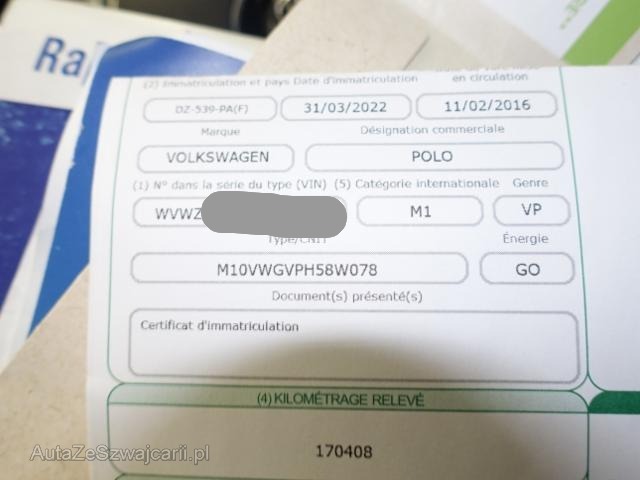 Ra
(2) Immatriculation et pays Date d'immatriculation
en circulation
DZ-539-PA(F) 31/03/2022 11/02/2016
Marque Désignation commerciale
VOLKSWAGEN POLO
(1) N° dans la série du type (VIN) (5) Catégorie internationale Genre
WVWZ M1 VP
Type/CNIT Énergie
M10VWGVPH58W078 GO
Document(s) présenté(s)
Certificat d'immatriculation
(4) KILOMÉTRAGE RELEVÉ
170408
AutaZeSzwajcarii.pl